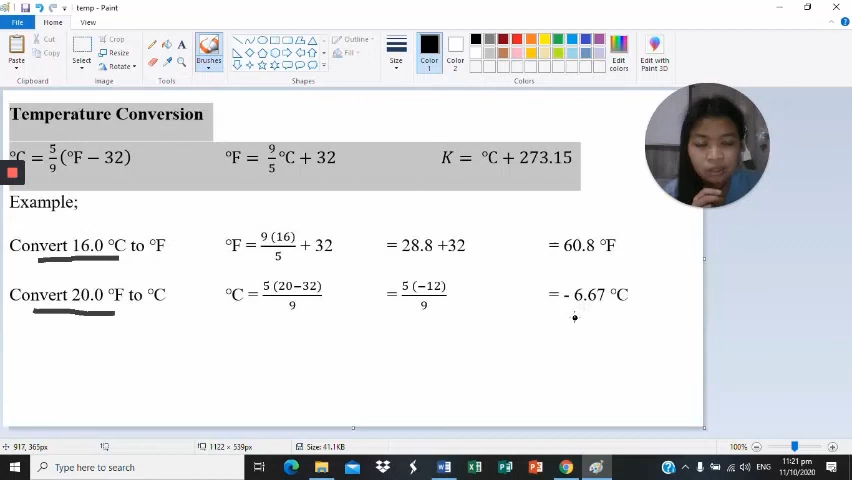 temp - Paint
File Home View
Paste Cut Copy Clipboard
Select Crop Resize Rotate Image
A Tools
Brushes
Outline Fill Shapes
Size
Color 1 Color 2 Edit colors Edit with Paint 3D Colors
Temperature Conversion
°C = 5/9 (°F − 32) °F = 9/5 °C + 32 K = °C + 273.15
Example;
Convert 16.0 °C to °F °F = 9 (16)/5 + 32 = 28.8 +32 = 60.8 °F
Convert 20.0 °F to °C °C = 5 (20−32)/9 = 5 (−12)/9 = - 6.67 °C
917, 365px 1122 × 539px Size: 41.1KB 100%
Type here to search ENG 11:21 pm 11/10/2020